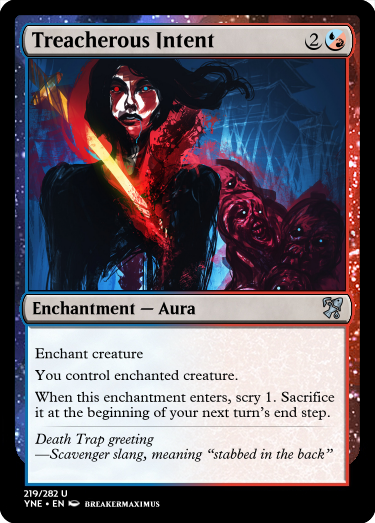 Treacherous Intent 2
Enchantment — Aura
Enchant creature
You control enchanted creature.
When this enchantment enters, scry 1. Sacrifice
it at the beginning of your next turn's end step.
Death Trap greeting
—Scavenger slang, meaning “stabbed in the back”
219/282 U
YNE • EN BREAKERMAXIMUS